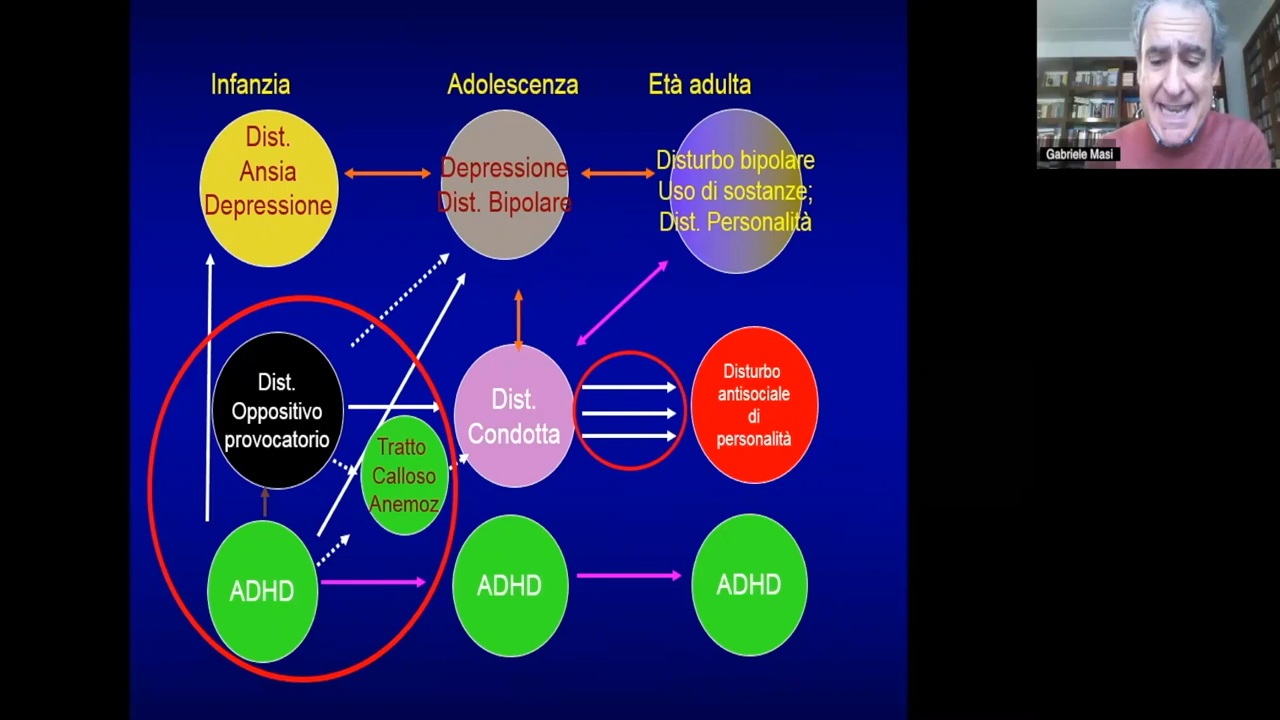 Infanzia
Adolescenza
Età adulta
Dist.
Ansia
Depressione
Depressione
Dist. Bipolare
Disturbo bipolare
Uso di sostanze;
Dist. Personalità
Dist.
Oppositivo
provocatorio
Tratto
Calloso
Anemoz
Dist.
Condotta
Disturbo
antisociale
di
personalità
ADHD
ADHD
ADHD
Gabriele Masi